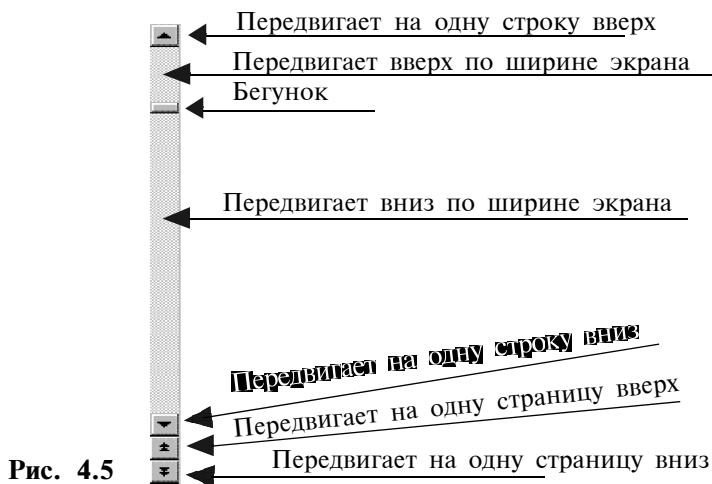 Передвигает на одну строку вверх
Передвигает вверх по ширине экрана
Бегунок
Передвигает вниз по ширине экрана
Передвигает на одну строку вниз
Передвигает на одну страницу вверх
Передвигает на одну страницу вниз
Рис. 4.5